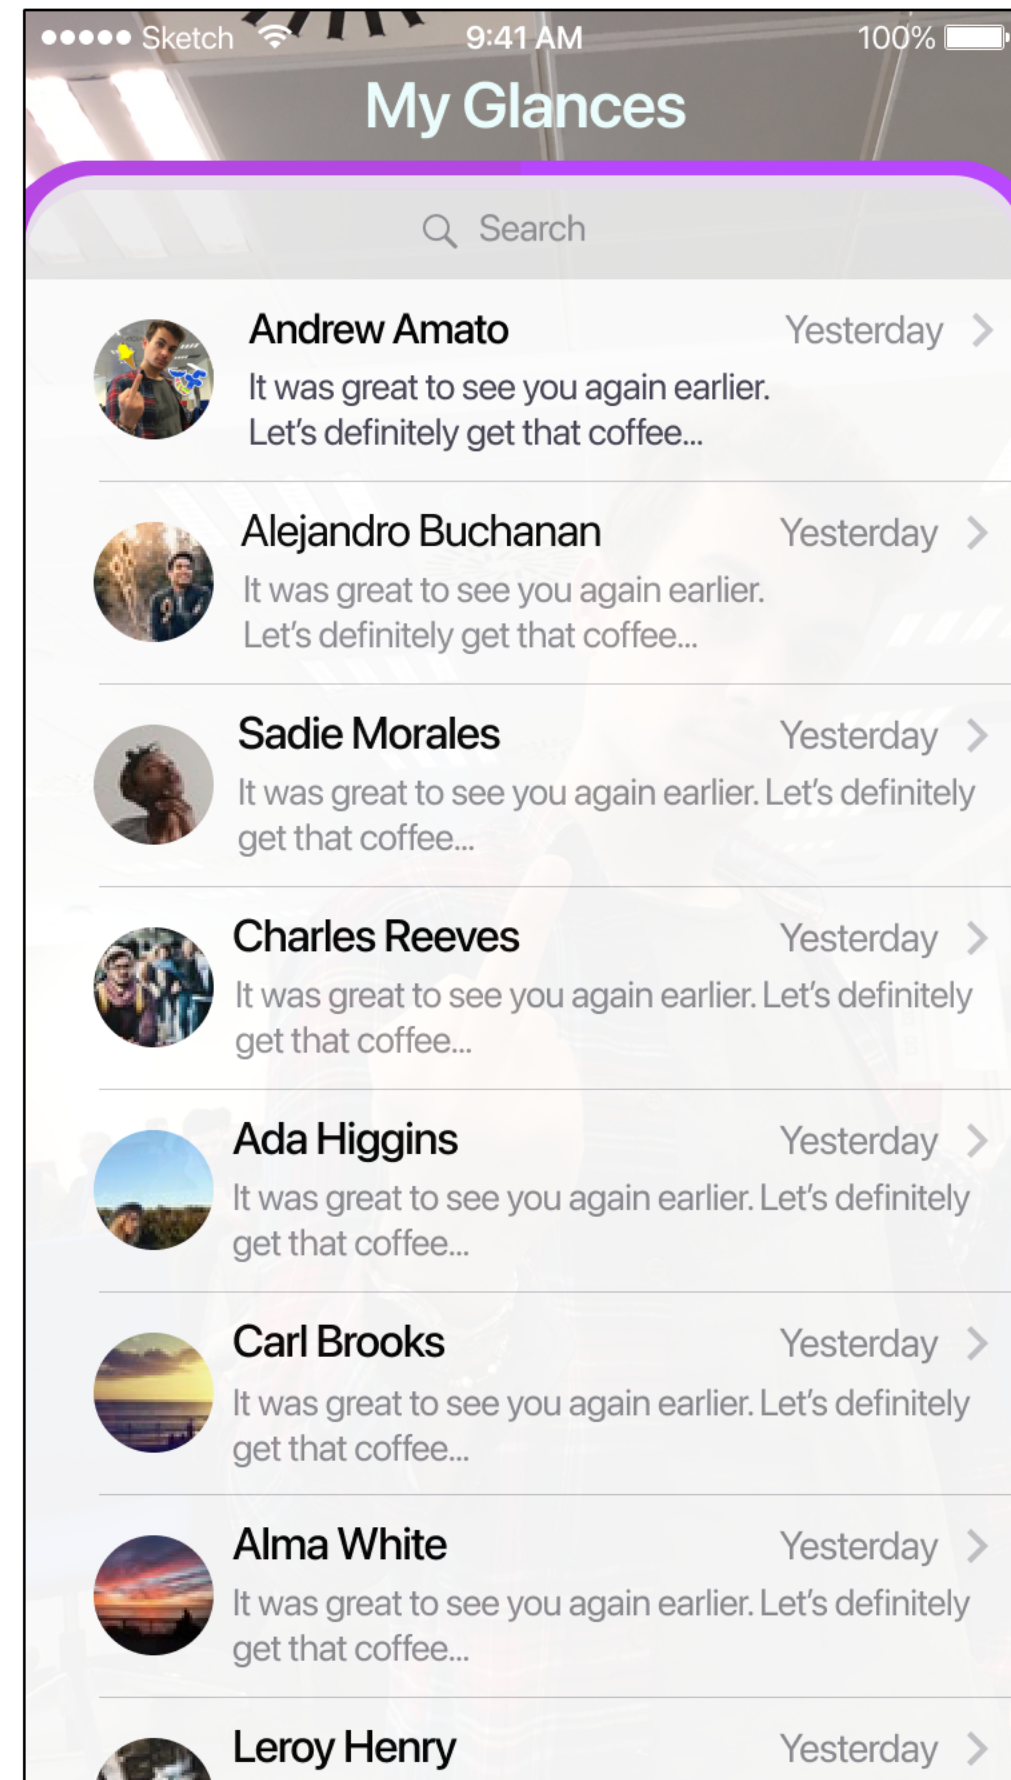 Sketch 9:41 AM 100%
My Glances
Search
Andrew Amato Yesterday
It was great to see you again earlier.
Let’s definitely get that coffee...
Alejandro Buchanan Yesterday
It was great to see you again earlier.
Let’s definitely get that coffee...
Sadie Morales Yesterday
It was great to see you again earlier. Let’s definitely
get that coffee...
Charles Reeves Yesterday
It was great to see you again earlier. Let’s definitely
get that coffee...
Ada Higgins Yesterday
It was great to see you again earlier. Let’s definitely
get that coffee...
Carl Brooks Yesterday
It was great to see you again earlier. Let’s definitely
get that coffee...
Alma White Yesterday
It was great to see you again earlier. Let’s definitely
get that coffee...
Leroy Henry Yesterday